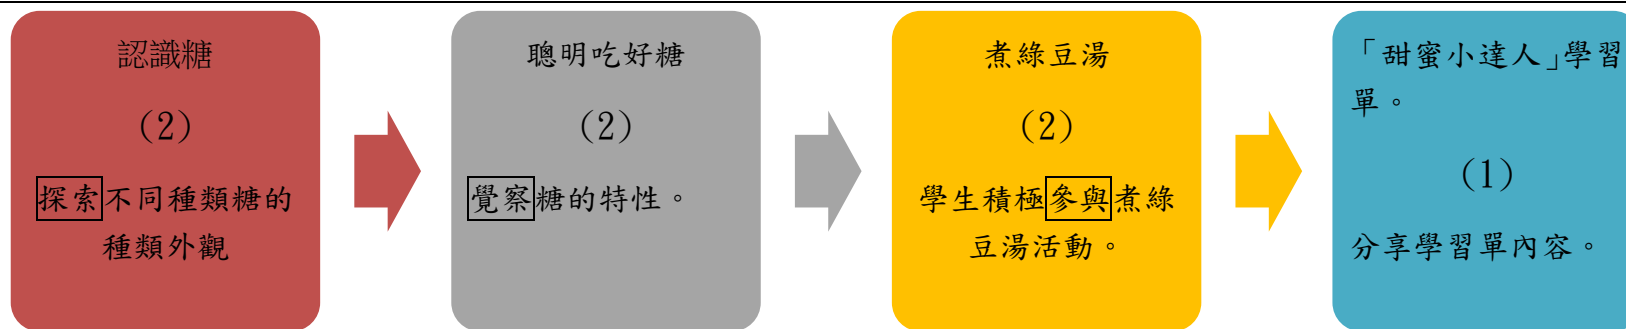 認識糖
(2)
探索不同種類糖的
種類外觀
聰明吃好糖
(2)
覺察糖的特性。
煮綠豆湯
(2)
學生積極參與煮綠
豆湯活動。
「甜蜜小達人」學習
單。
(1)
分享學習單內容。